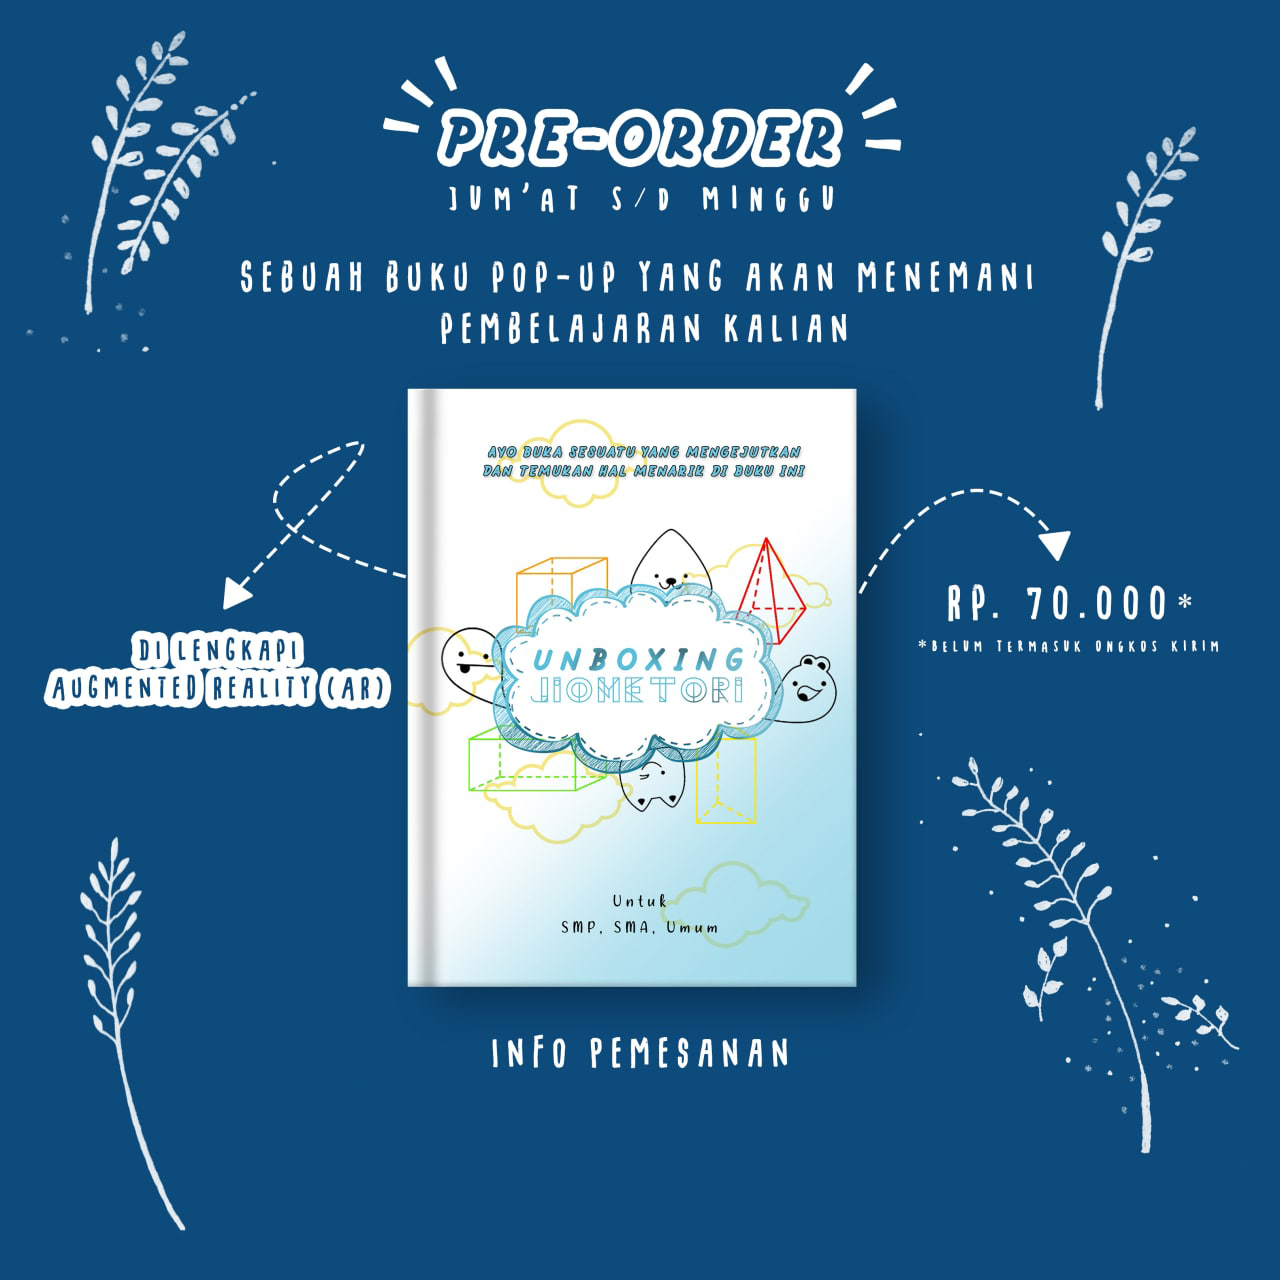 PRE-ORDER
JUM'AT S/D MINGGU
SEBUAH BUKU POP-UP YANG AKAN MENEMANI
PEMBELAJARAN KALIAN
AYO BUKA SESUATU YANG MENGEJUTKAN
DAN TEMUKAN HAL MENARIK DI BUKU INI
UNBOXING
JIOMETORI
Untuk
SMP, SMA, Umum
DI LENGKAPI
AUGMENTED REALITY (AR)
RP. 70.000*
*BELUM TERMASUK ONGKOS KIRIM
INFO PEMESANAN